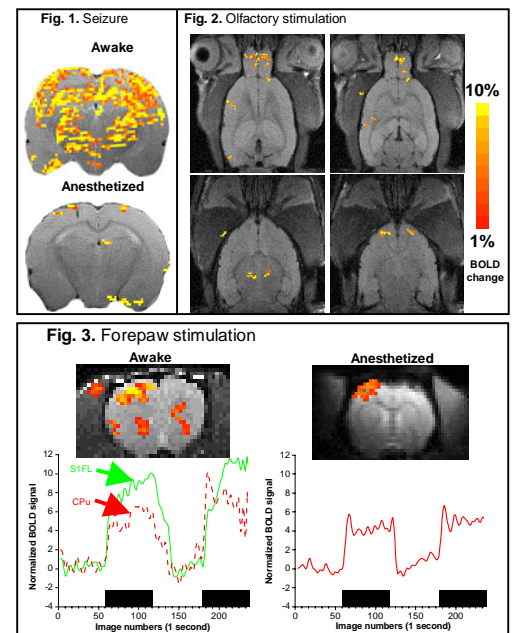 Fig. 1. Seizure
Awake
Anesthetized
Fig. 2. Olfactory stimulation
10%
1%
BOLD
change
Fig. 3. Forepaw stimulation
Awake
Normalized BOLD signal
12
10
8
6
4
2
0
-2
-4
S1FL
CPu
0
50
100
150
200
Image numbers (1 second)
Anesthetized
Normalized BOLD signal
12
10
8
6
4
2
0
-2
-4
0
50
100
150
200
Image numbers (1 second)